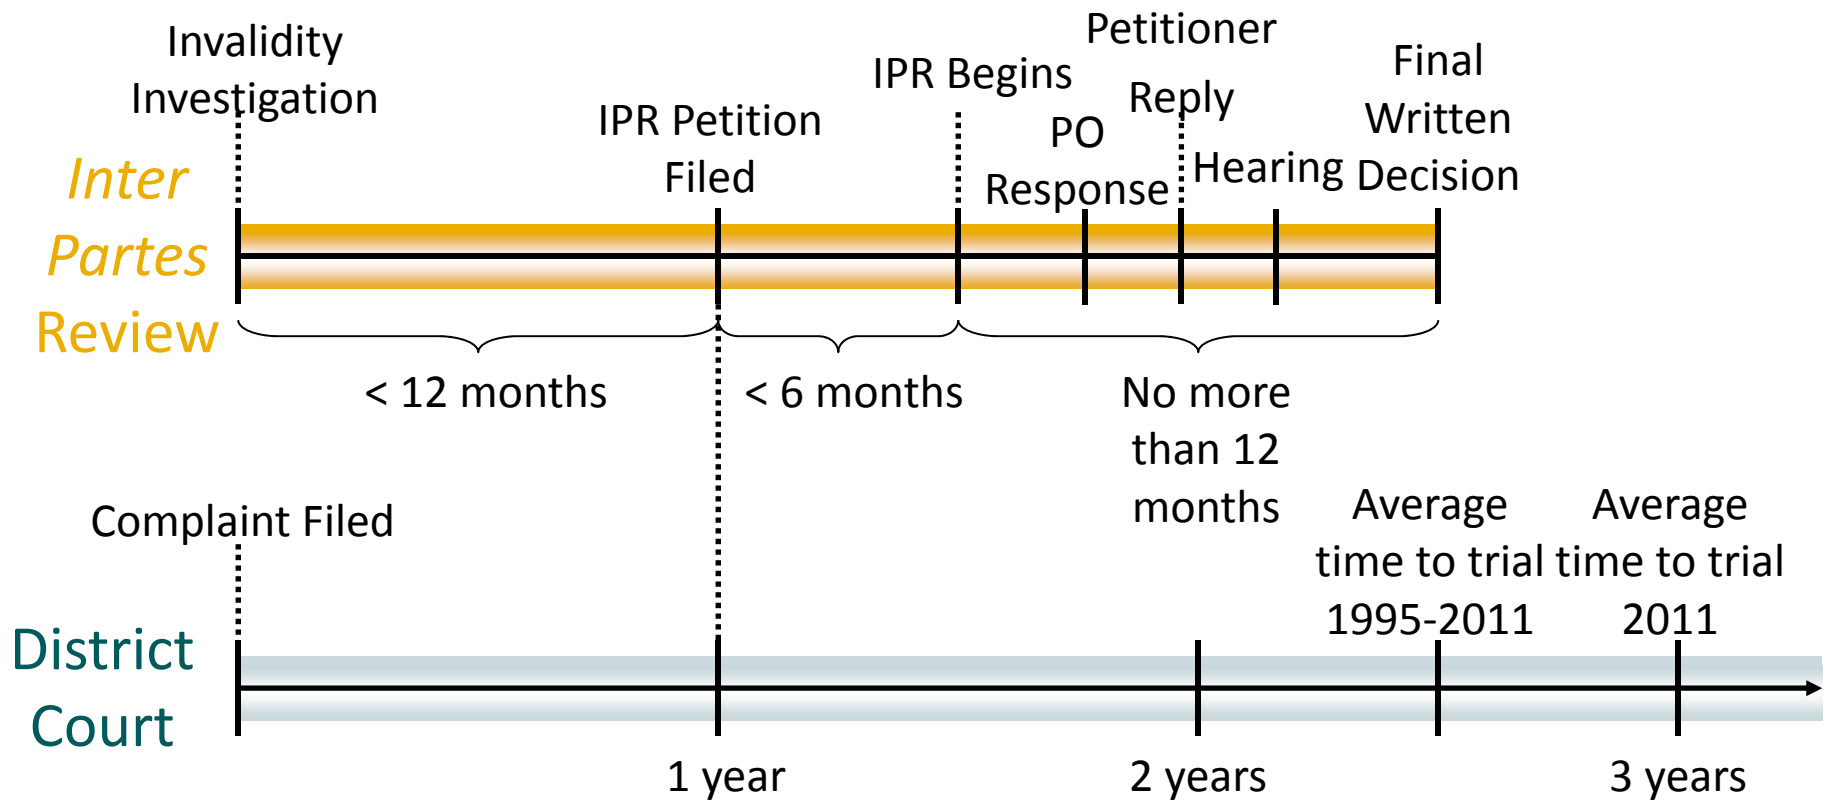 Invalidity
Investigation
IPR Petition
Filed
IPR Begins
PO
Response
Petitioner
Reply
Hearing
Final
Written
Decision
Inter
Partes
Review
< 12 months
< 6 months
No more
than 12
months
Complaint Filed
Average
time to trial
1995-2011
Average
time to trial
2011
District
Court
1 year
2 years
3 years